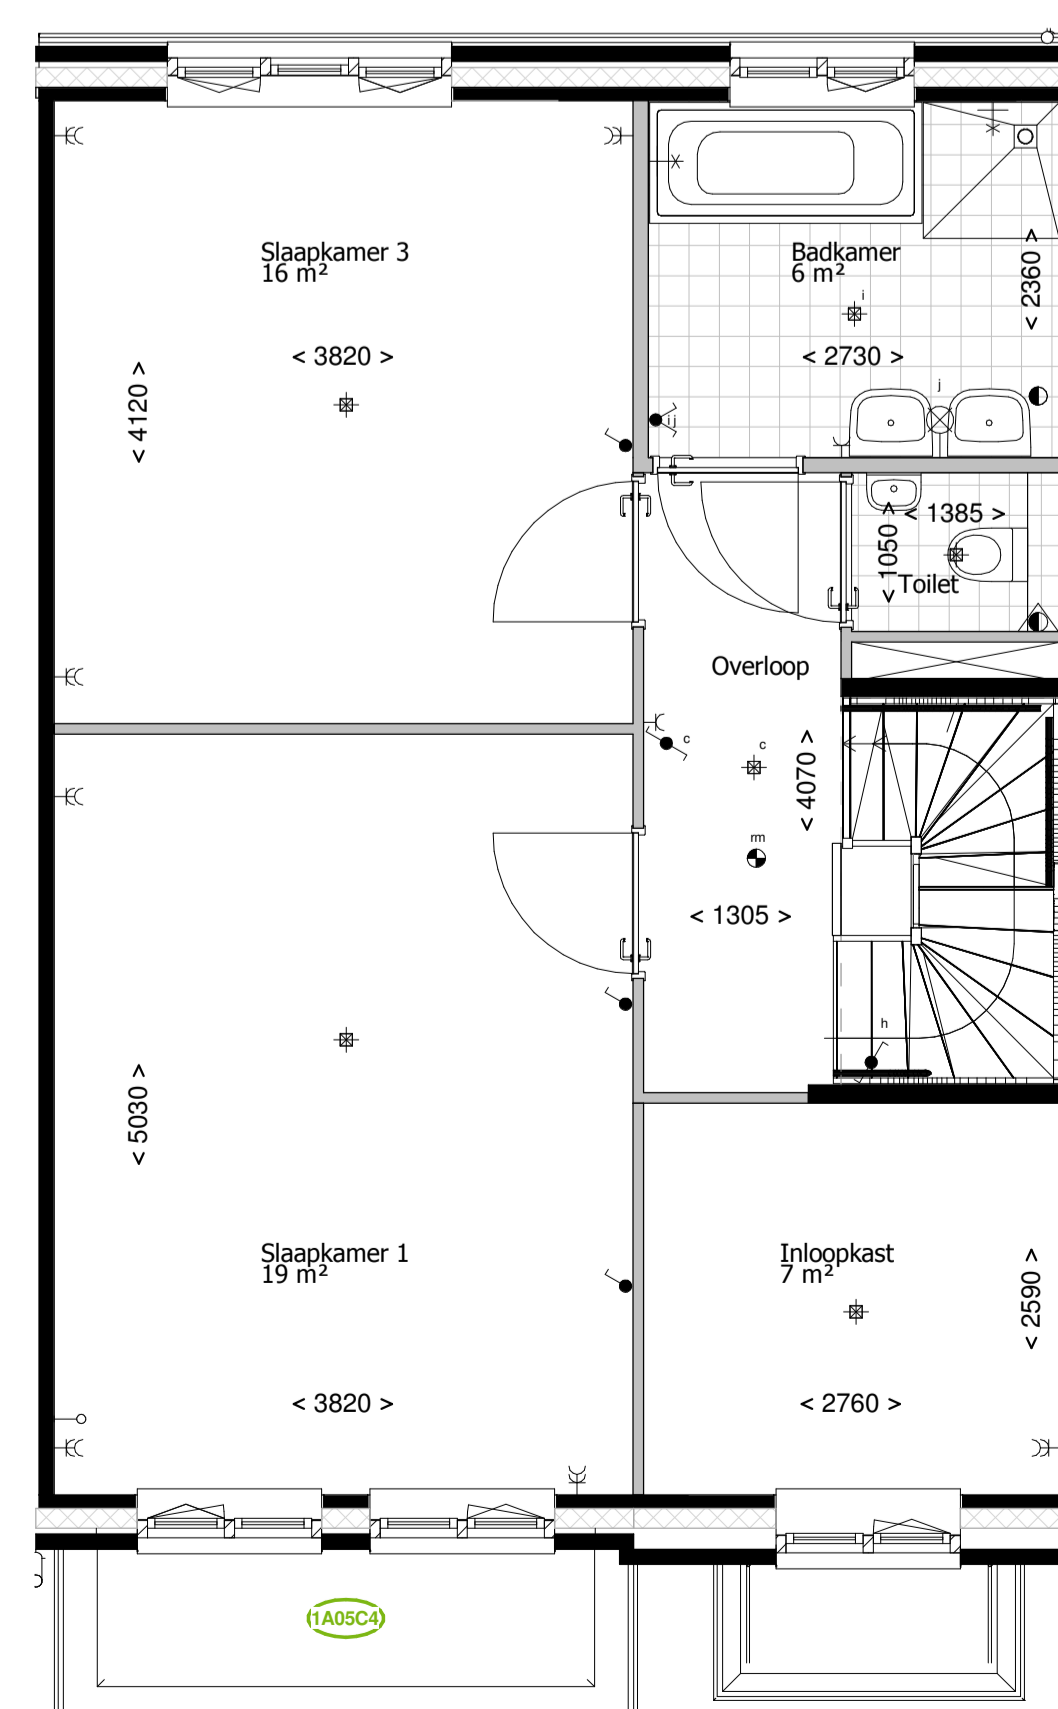 Slaapkamer 3
16 m²
< 3820 >
< 4120 >
Badkamer
6 m²
i
< 2360 >
< 2730 >
j
ij
< 1385 >
< 1050 >
Toilet
Overloop
c
c
< 4070 >
rm
< 1305 >
h
< 5030 >
Slaapkamer 1
19 m²
< 3820 >
Inloopkast
7 m²
< 2590 >
< 2760 >
1A05C4